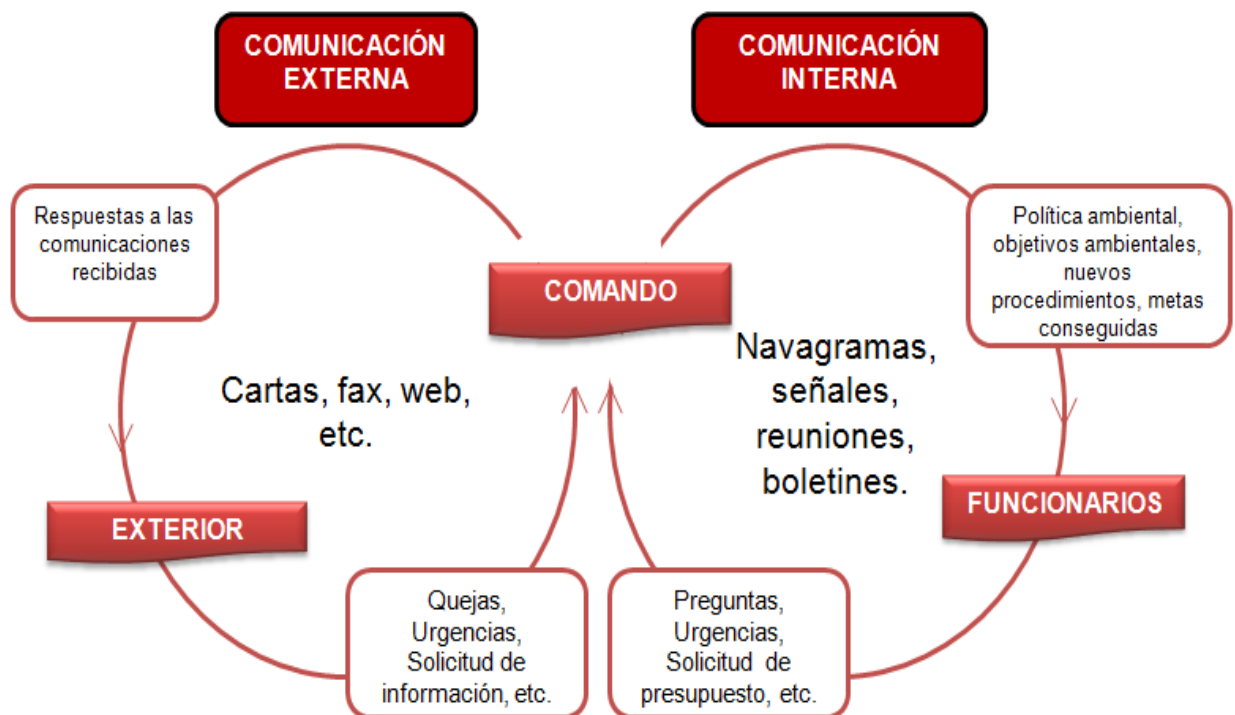 COMUNICACIÓN
EXTERNA
COMUNICACIÓN
INTERNA
Respuestas a las
comunicaciones
recibidas
Política ambiental,
objetivos ambientales,
nuevos
procedimientos, metas
conseguidas
COMANDO
Cartas, fax, web,
etc.
Navagramas,
señales,
reuniones,
boletines.
EXTERIOR
FUNCIONARIOS
Quejas,
Urgencias,
Solicitud de
información, etc.
Preguntas,
Urgencias,
Solicitud de
presupuesto, etc.